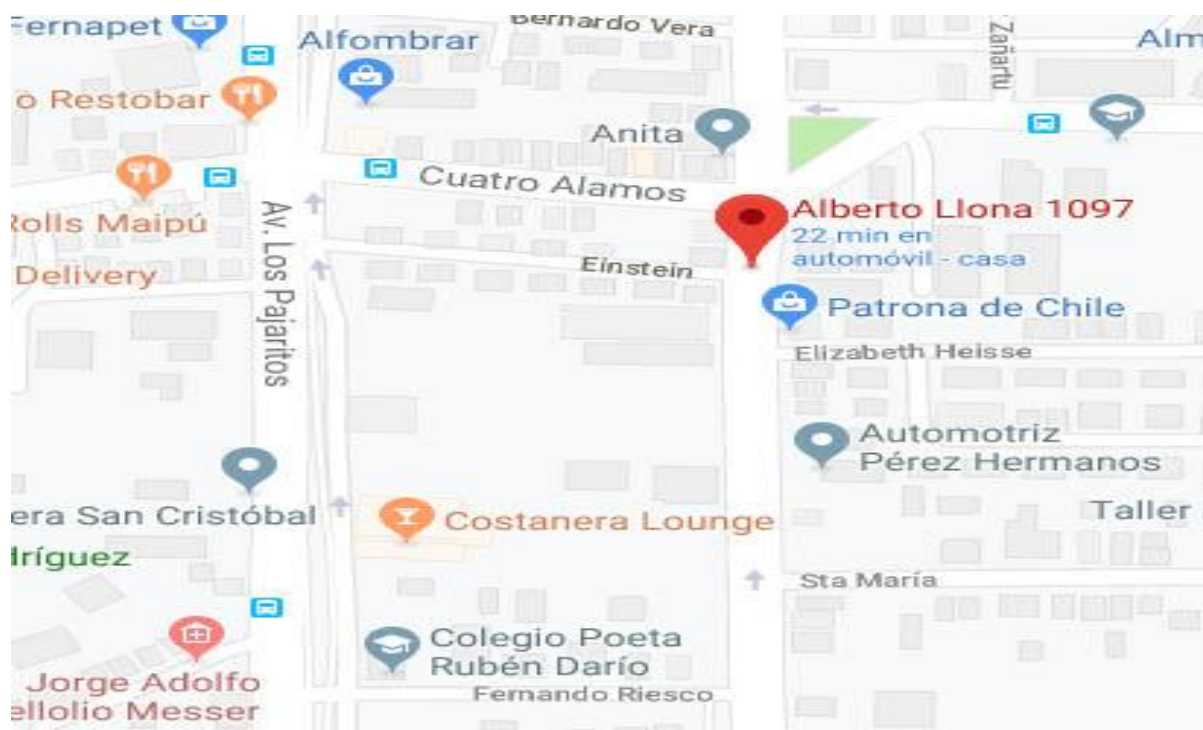 Bernardo Vera
Fernapet
Alfombrar
Zañartu
Alm
o Restobar
Anita
Cuatro Alamos
Alberto Llona 1097
22 min en
automóvil - casa
Rolls Maipú
Delivery
Av. Los Pajaritos
Einstein
Patrona de Chile
Elizabeth Heisse
Automotriz
Pérez Hermanos
era San Cristóbal
Costanera Lounge
Taller
dríguez
Sta María
Colegio Poeta
Rubén Darío
Jorge Adolfo
ellolio Messer
Fernando Riesco